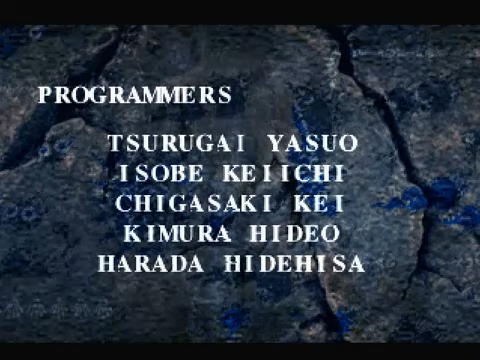 PROGRAMMERS
TSURUGAI YASUO
ISOBE KEIICHI
CHIGASAKI KEI
KIMURA HIDEO
HARADA HIDEHISA